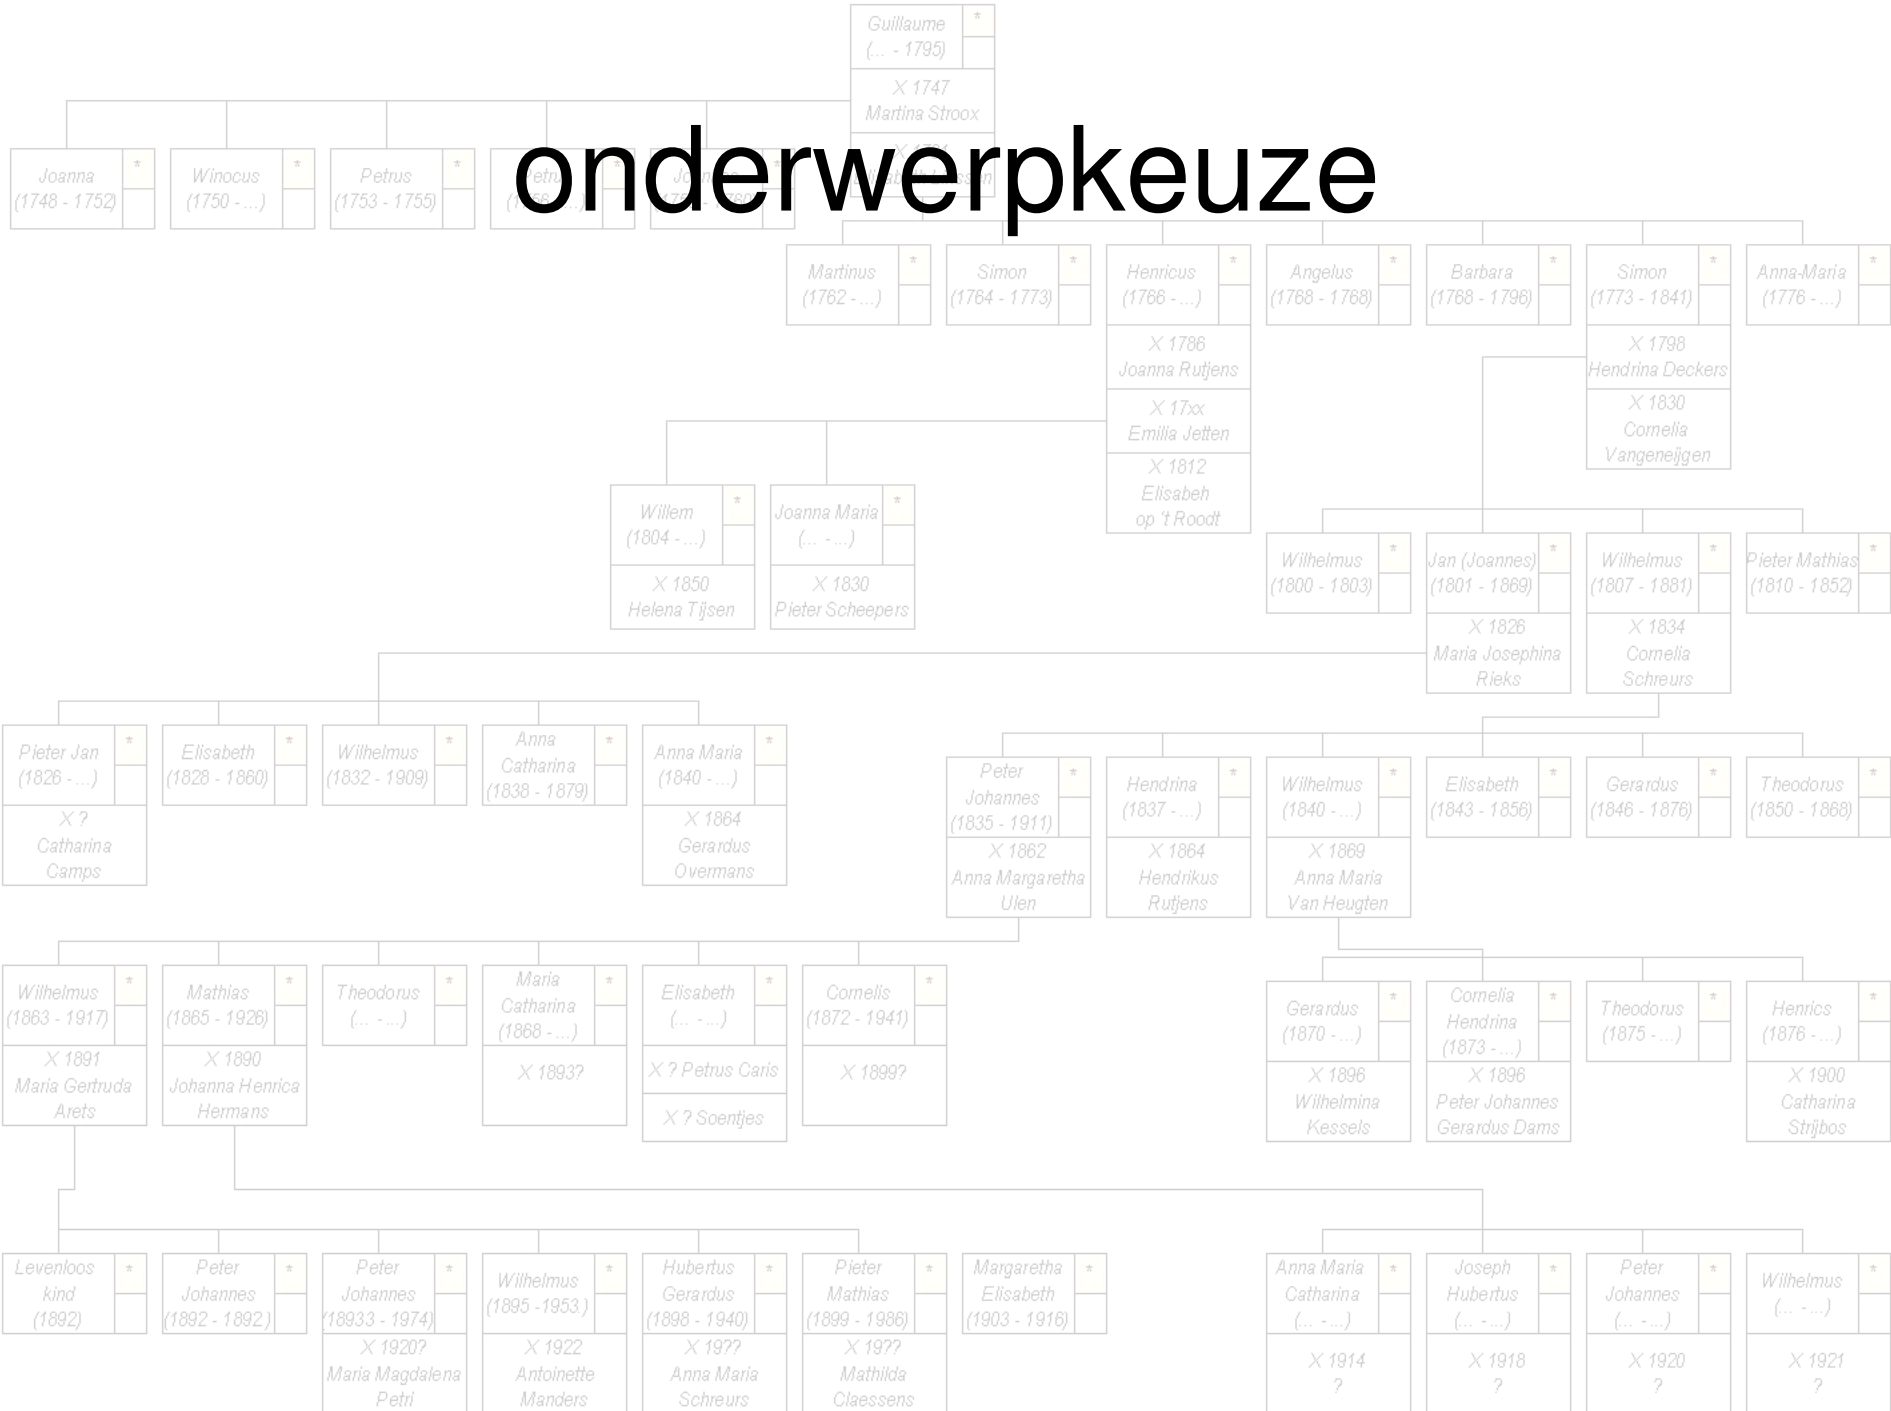 Guillaume *
(... - 1795)
X 1747
Martina Stroox
onderwerpkeuze
Joanna *
(1748 - 1752)
Winocus *
(1750 - ...)
Petrus *
(1753 - 1755)
Martinus *
(1762 - ...)
Simon *
(1764 - 1773)
Henricus *
(1766 - ...)
X 1786
Joanna Rutjens
X 17xx
Emilia Jetten
X 1812
Elisabeh
op 't Roodt
Angelus *
(1768 - 1768)
Barbara *
(1768 - 1796)
Simon *
(1773 - 1841)
X 1798
Hendrina Deckers
X 1830
Cornelia
Vangeneijgen
Anna-Maria *
(1776 - ...)
Willem *
(1804 - ...)
X 1850
Helena Tijsen
Joanna Maria *
(... - ...)
X 1830
Pieter Scheepers
Wilhelmus *
(1800 - 1803)
Jan (Joannes) *
(1801 - 1869)
X 1826
Maria Josephina
Rieks
Wilhelmus *
(1807 - 1881)
X 1834
Cornelia
Schreurs
Pieter Mathias *
(1810 - 1852)
Pieter Jan *
(1826 - ...)
X ?
Catharina
Camps
Elisabeth *
(1828 - 1860)
Wilhelmus *
(1832 - 1909)
Anna *
Catharina
(1838 - 1879)
Anna Maria *
(1840 - ...)
X 1864
Gerardus
Overmans
Peter *
Johannes
(1835 - 1911)
X 1862
Anna Margaretha
Ulen
Hendrina *
(1837 - ...)
X 1864
Hendrikus
Rutjens
Wilhelmus *
(1840 - ...)
X 1869
Anna Maria
Van Heugten
Elisabeth *
(1843 - 1856)
Gerardus *
(1846 - 1876)
Theodorus *
(1850 - 1868)
Wilhelmus *
(1863 - 1917)
X 1891
Maria Gertruda
Arets
Mathias *
(1865 - 1926)
X 1890
Johanna Henrica
Hermans
Theodorus *
(... - ...)
Maria *
Catharina
(1868 - ...)
X 1893?
Elisabeth *
(... - ...)
X ? Petrus Caris
X ? Soentjes
Cornelis *
(1872 - 1941)
X 1899?
Gerardus *
(1870 - ...)
X 1896
Wilhelmina
Kessels
Cornelia *
Hendrina
(1873 - ...)
X 1896
Peter Johannes
Gerardus Dams
Theodorus *
(1875 - ...)
Henrics *
(1876 - ...)
X 1900
Catharina
Strijbos
Levenloos *
kind
(1892)
Peter *
Johannes
(1892 - 1892.)
Peter *
Johannes
(18933 - 1974)
X 1920?
Maria Magdalena
Petri
Wilhelmus *
(1895 -1953.)
X 1922
Antoinette
Manders
Hubertus *
Gerardus
(1898 - 1940)
X 19??
Anna Maria
Schreurs
Pieter *
Mathias
(1899 - 1986)
X 19??
Mathilda
Claessens
Margaretha *
Elisabeth
(1903 - 1916)
Anna Maria *
Catharina
(... - ...)
X 1914
?
Joseph *
Hubertus
(... - ...)
X 1918
?
Peter *
Johannes
(... - ...)
X 1920
?
Wilhelmus *
(... - ...)
X 1921
?